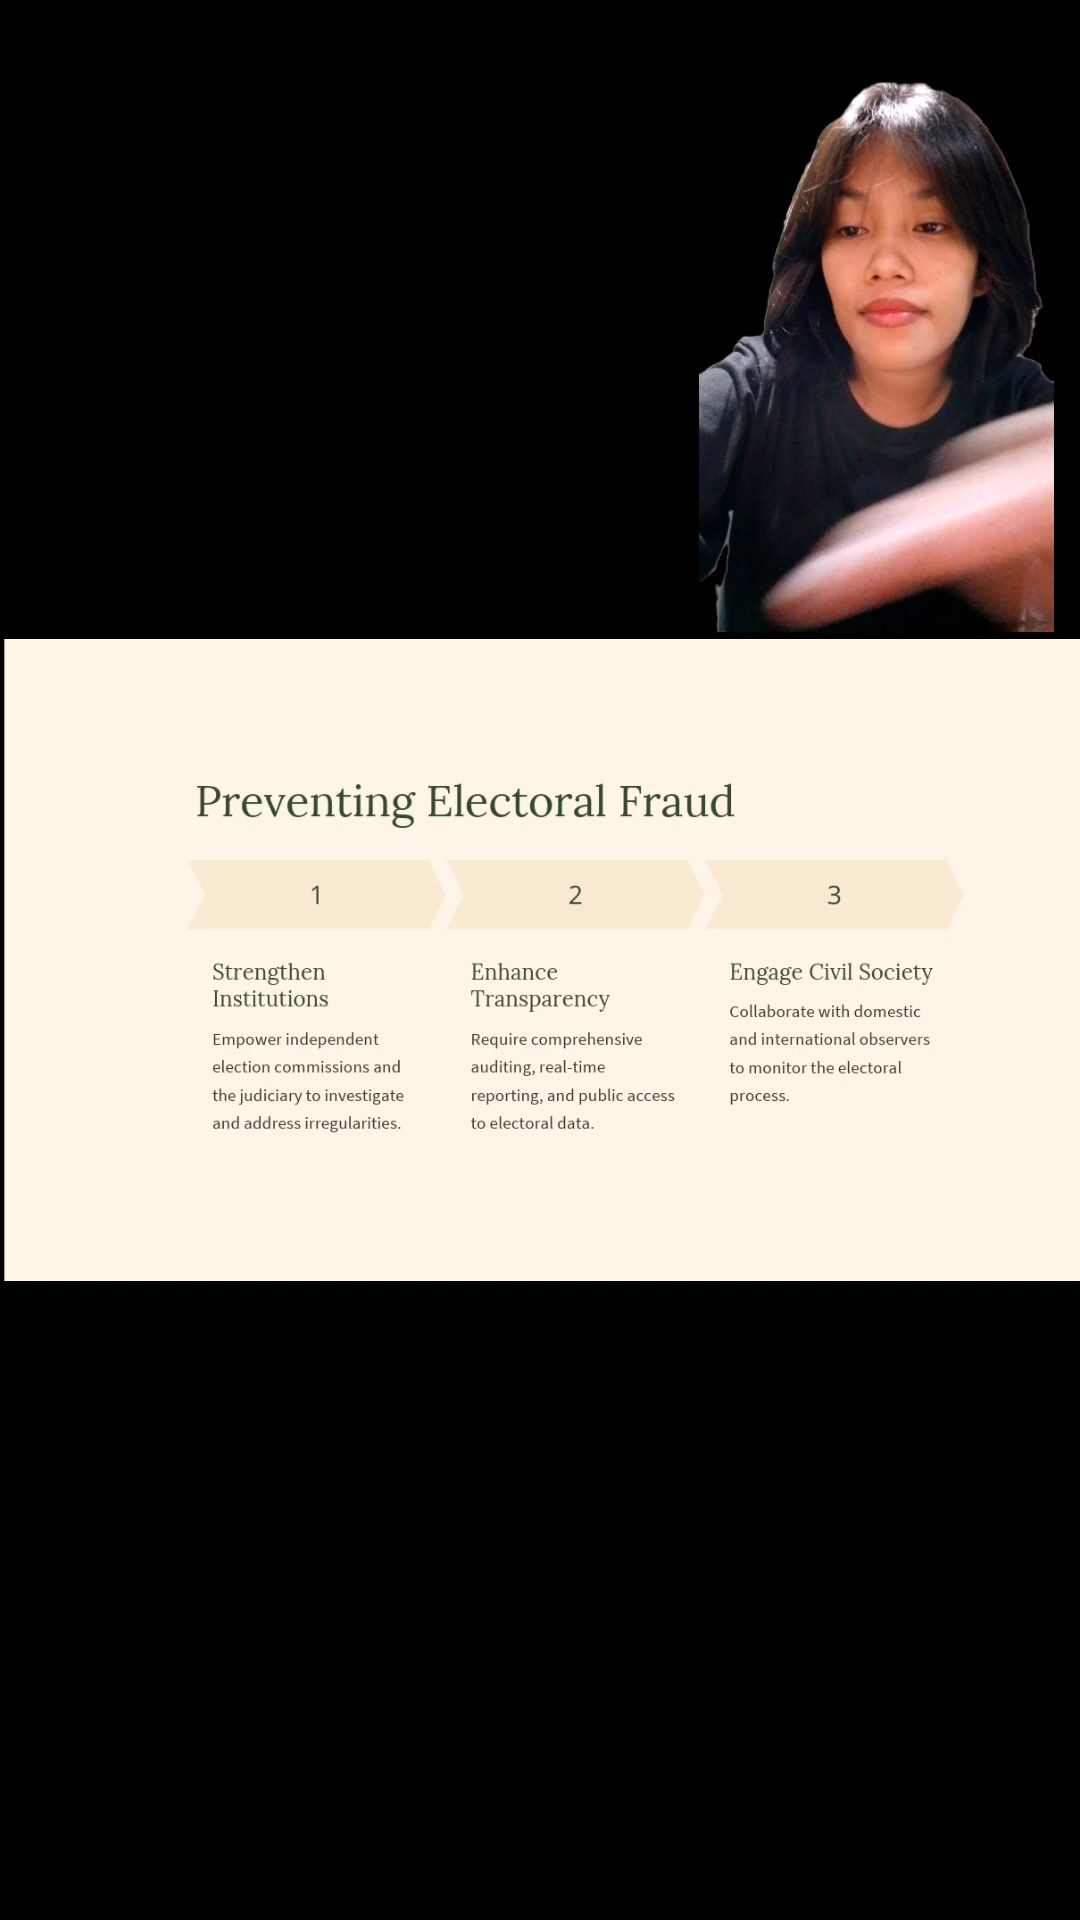 Preventing Electoral Fraud
1
2
3
Strengthen
Institutions
Empower independent
election commissions and
the judiciary to investigate
and address irregularities.
Enhance
Transparency
Require comprehensive
auditing, real-time
reporting, and public access
to electoral data.
Engage Civil Society
Collaborate with domestic
and international observers
to monitor the electoral
process.